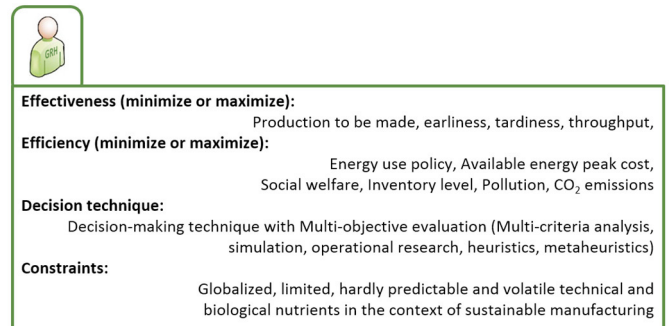 GRH
Effectiveness (minimize or maximize):
Production to be made, earliness, tardiness, throughput,
Efficiency (minimize or maximize):
Energy use policy, Available energy peak cost,
Social welfare, Inventory level, Pollution, CO₂ emissions
Decision technique:
Decision-making technique with Multi-objective evaluation (Multi-criteria analysis,
simulation, operational research, heuristics, metaheuristics)
Constraints:
Globalized, limited, hardly predictable and volatile technical and
biological nutrients in the context of sustainable manufacturing